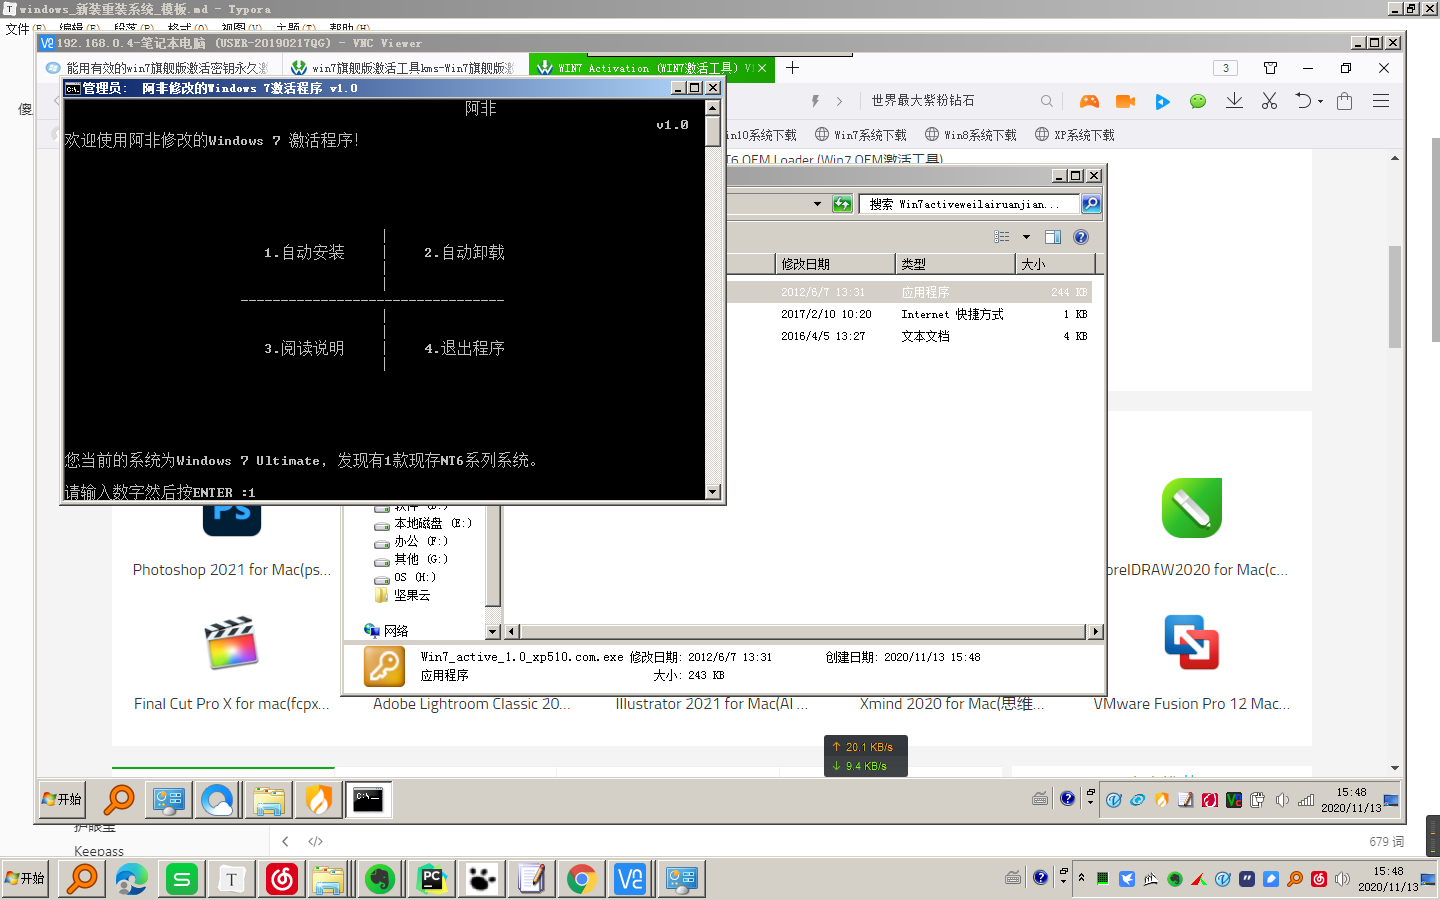 windows_新装重装系统_模板.md - Typora
文件(F) 编辑(E) 段落(P) 格式(O) 视图(V) 主题(T) 帮助(H)
192.168.0.4-笔记本电脑 (USER-20190217QG) - VNC Viewer
能用有效的win7旗舰版激活密钥永久激
win7旗舰版激活工具kms-Win7旗舰版激
WIN7 Activation (WIN7激活工具) V1
3
管理员: 阿非修改的Windows 7激活程序 v1.0
傻
世界最大紫粉钻石
阿非
v1.0
in10系统下载 Win7系统下载 Win8系统下载 XP系统下载
欢迎使用阿非修改的Windows 7 激活程序!
T6 OEM Loader (Win7 OEM激活工具)
搜索 Win7activeweilairuanjian...
1.自动安装 2.自动卸载
修改日期 类型 大小
2012/6/7 13:31 应用程序 244 KB
2017/2/10 10:20 Internet 快捷方式 1 KB
2016/4/5 13:27 文本文档 4 KB
3.阅读说明 4.退出程序
您当前的系统为Windows 7 Ultimate, 发现有1款现存NT6系列系统。
请输入数字然后按ENTER :1
软件 (D:)
本地磁盘 (E:)
办公 (F:)
其他 (G:)
OS (H:)
坚果云
网络
Ps
Photoshop 2021 for Mac(ps...
orelDRAW2020 for Mac(c...
Win7_active_1.0_xp510.com.exe 修改日期: 2012/6/7 13:31 创建日期: 2020/11/13 15:48
应用程序 大小: 243 KB
Final Cut Pro X for mac(fcpx...
Adobe Lightroom Classic 20...
Illustrator 2021 for Mac(AI ...
Xmind 2020 for Mac(思维...
VMware Fusion Pro 12 Mac...
↑ 20.1 KB/s
↓ 9.4 KB/s
开始
15:48
2020/11/13
护眼宝
Keepass
</>
679 词
开始
15:48
2020/11/13